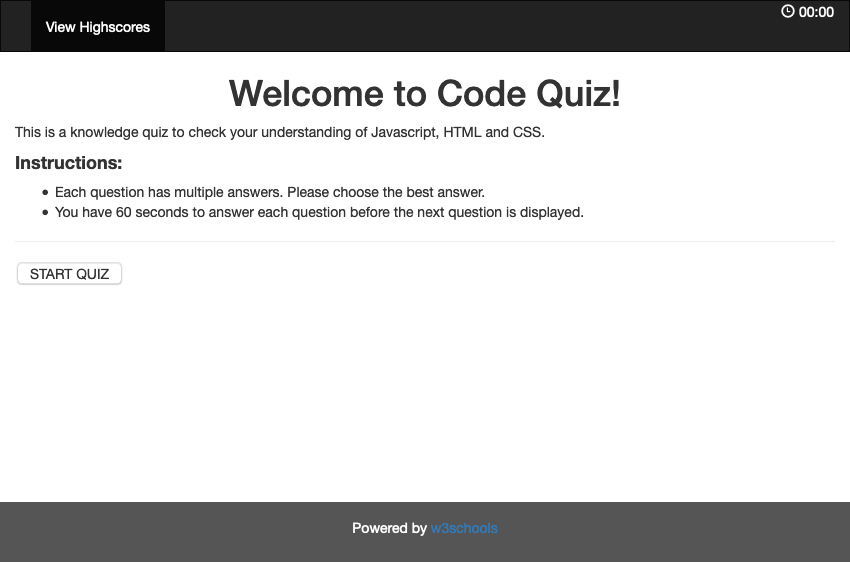 View Highscores
00:00
Welcome to Code Quiz!
This is a knowledge quiz to check your understanding of Javascript, HTML and CSS.
Instructions:
Each question has multiple answers. Please choose the best answer.
You have 60 seconds to answer each question before the next question is displayed.
START QUIZ
Powered by w3schools